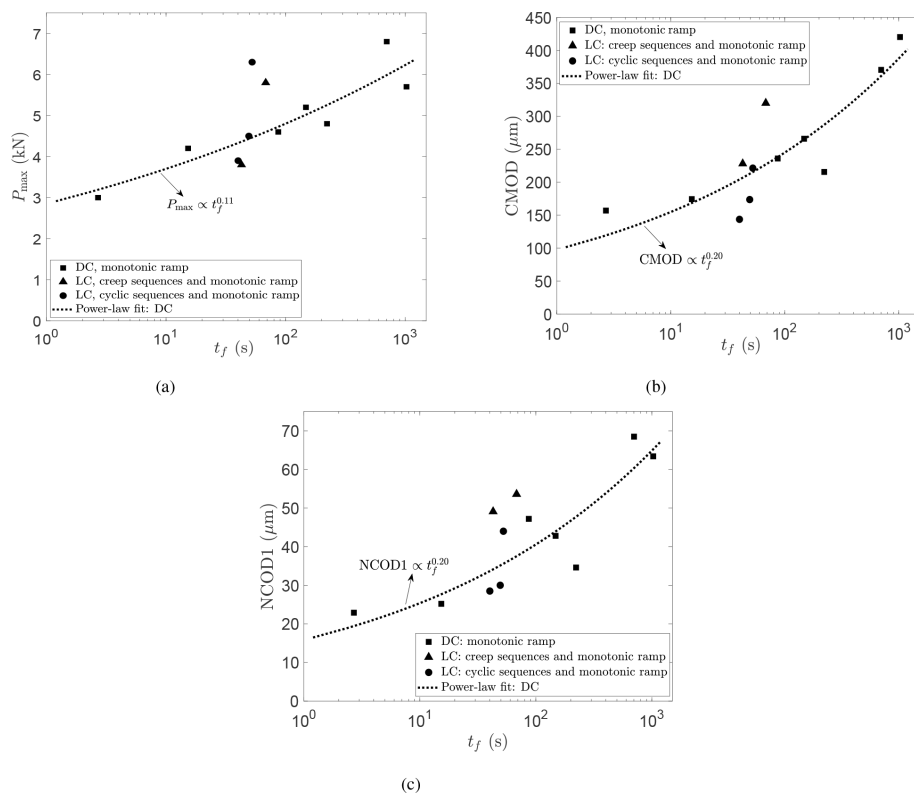 7
6
5
4
3
2
1
0
P_max (kN)
P_max ∝ t_f^0.11
DC, monotonic ramp
LC, creep sequences and monotonic ramp
LC, cyclic sequences and monotonic ramp
Power-law fit: DC
10^0 10^1 10^2 10^3
t_f (s)
(a)
450
400
350
300
250
200
150
100
50
0
CMOD (μm)
DC, monotonic ramp
LC: creep sequences and monotonic ramp
LC: cyclic sequences and monotonic ramp
Power-law fit: DC
CMOD ∝ t_f^0.20
10^0 10^1 10^2 10^3
t_f (s)
(b)
70
60
50
40
30
20
10
0
NCOD1 (μm)
NCOD1 ∝ t_f^0.20
DC: monotonic ramp
LC: creep sequences and monotonic ramp
LC: cyclic sequences and monotonic ramp
Power-law fit: DC
10^0 10^1 10^2 10^3
t_f (s)
(c)